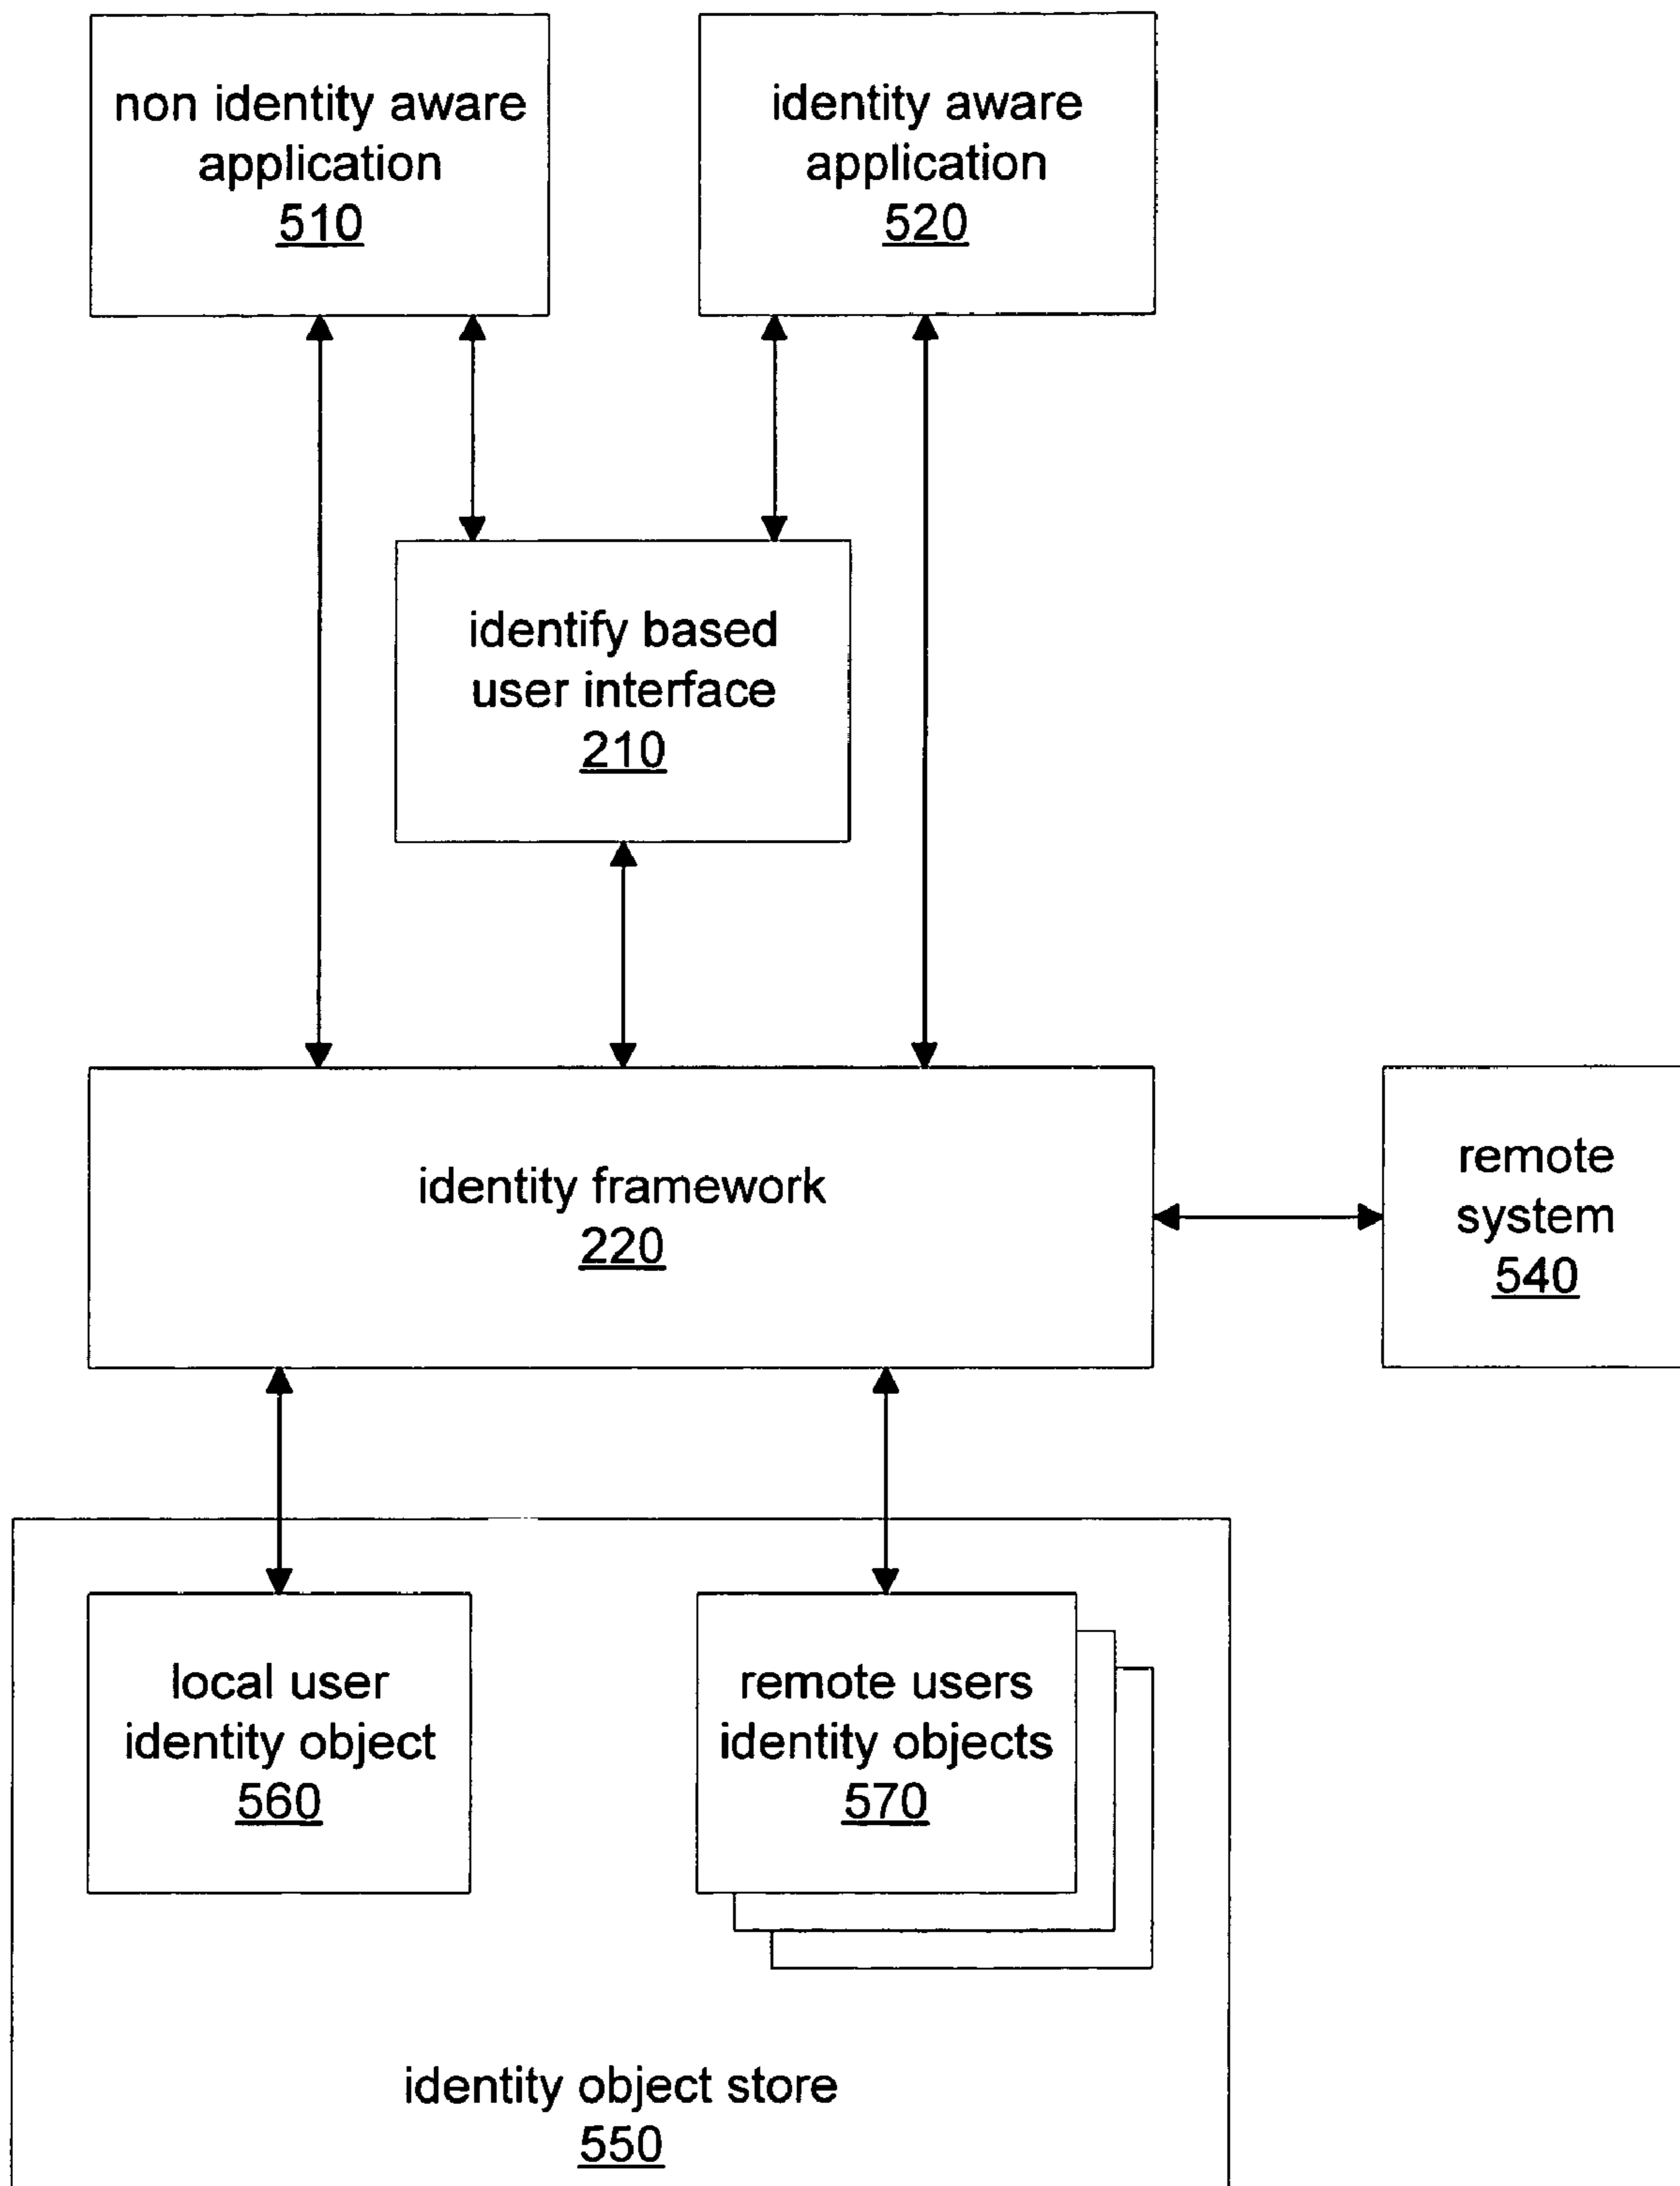 non identity aware
application
510
identity aware
application
520
identify based
user interface
210
identity framework
220
remote
system
540
local user
identity object
560
remote users
identity objects
570
identity object store
550